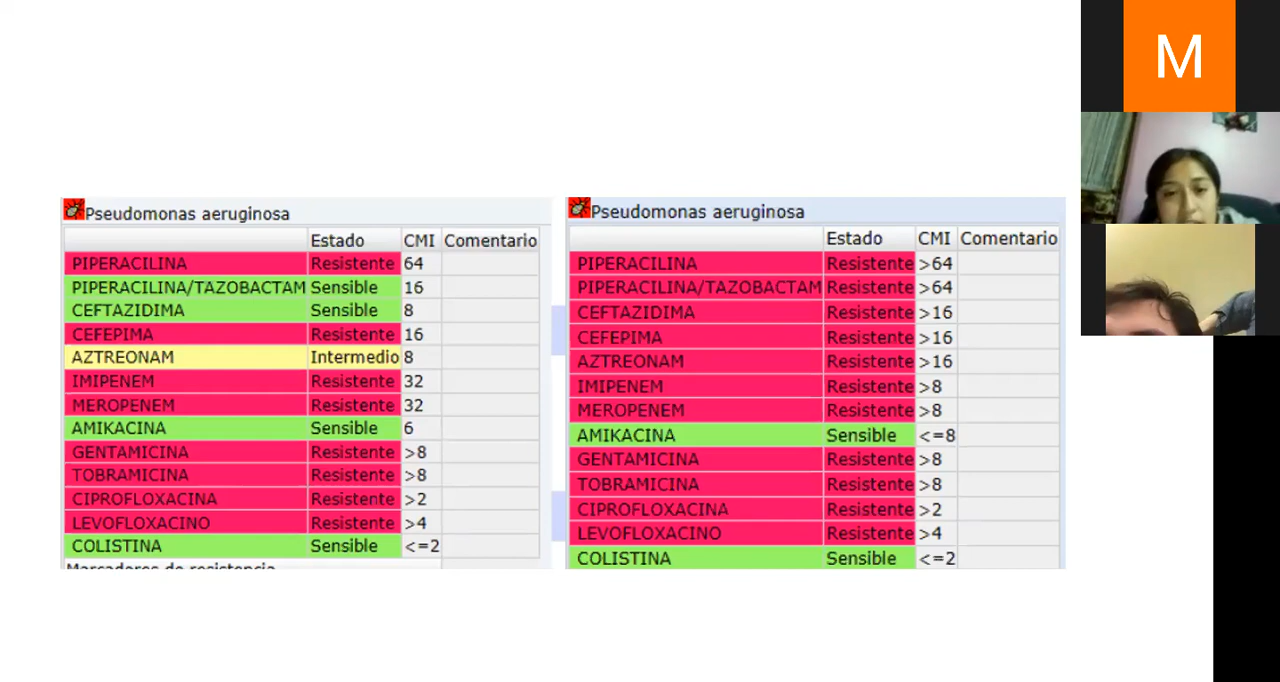 Pseudomonas aeruginosa
Estado CMI Comentario
PIPERACILINA Resistente 64
PIPERACILINA/TAZOBACTAM Sensible 16
CEFTAZIDIMA Sensible 8
CEFEPIMA Resistente 16
AZTREONAM Intermedio 8
IMIPENEM Resistente 32
MEROPENEM Resistente 32
AMIKACINA Sensible 6
GENTAMICINA Resistente >8
TOBRAMICINA Resistente >8
CIPROFLOXACINA Resistente >2
LEVOFLOXACINO Resistente >4
COLISTINA Sensible <=2
Marcadores de resistencia
Pseudomonas aeruginosa
Estado CMI Comentario
PIPERACILINA Resistente >64
PIPERACILINA/TAZOBACTAM Resistente >64
CEFTAZIDIMA Resistente >16
CEFEPIMA Resistente >16
AZTREONAM Resistente >16
IMIPENEM Resistente >8
MEROPENEM Resistente >8
AMIKACINA Sensible <=8
GENTAMICINA Resistente >8
TOBRAMICINA Resistente >8
CIPROFLOXACINA Resistente >2
LEVOFLOXACINO Resistente >4
COLISTINA Sensible <=2
M